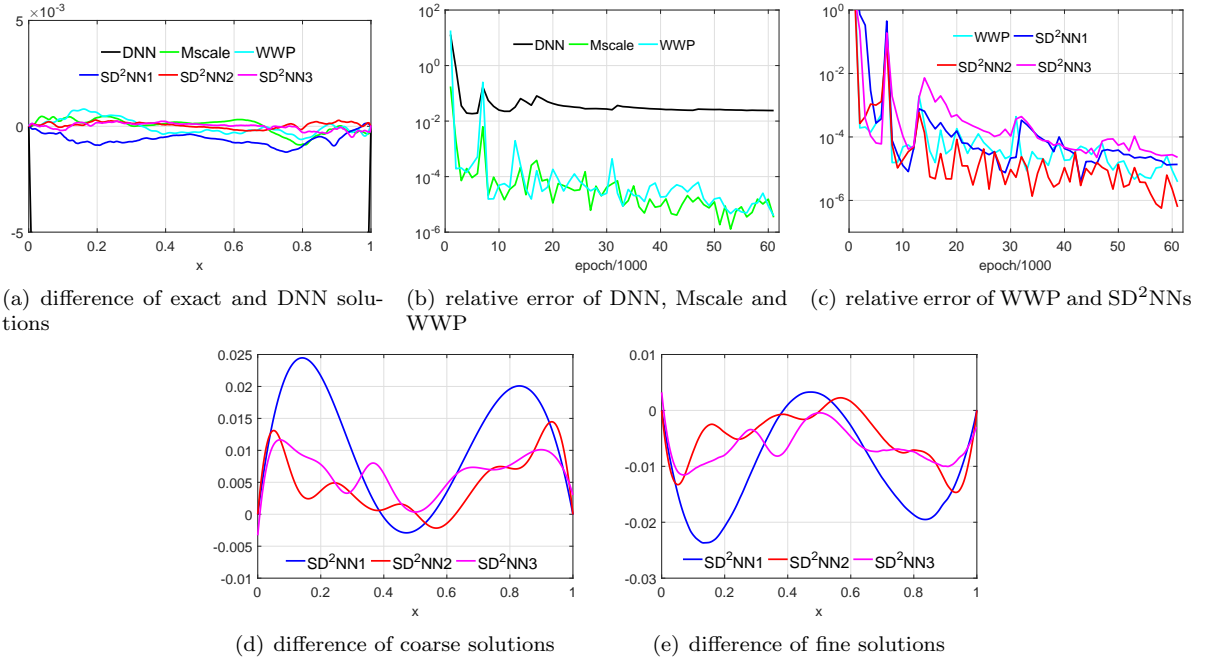 5
×10⁻³
DNN Mscale WWP
SD²NN1 SD²NN2 SD²NN3
0
-5
0 0.2 0.4 0.6 0.8 1
x
(a) difference of exact and DNN solu-
tions
10²
10⁰
10⁻²
10⁻⁴
10⁻⁶
DNN Mscale WWP
0 10 20 30 40 50 60
epoch/1000
(b) relative error of DNN, Mscale and
WWP
10⁰
10⁻²
10⁻⁴
10⁻⁶
WWP SD²NN1
SD²NN2 SD²NN3
0 10 20 30 40 50 60
epoch/1000
(c) relative error of WWP and SD²NNs
0.025
0.02
0.015
0.01
0.005
0
-0.005
-0.01
SD²NN1 SD²NN2 SD²NN3
0 0.2 0.4 0.6 0.8 1
x
(d) difference of coarse solutions
0.01
0
-0.01
-0.02
-0.03
SD²NN1 SD²NN2 SD²NN3
0 0.2 0.4 0.6 0.8 1
x
(e) difference of fine solutions